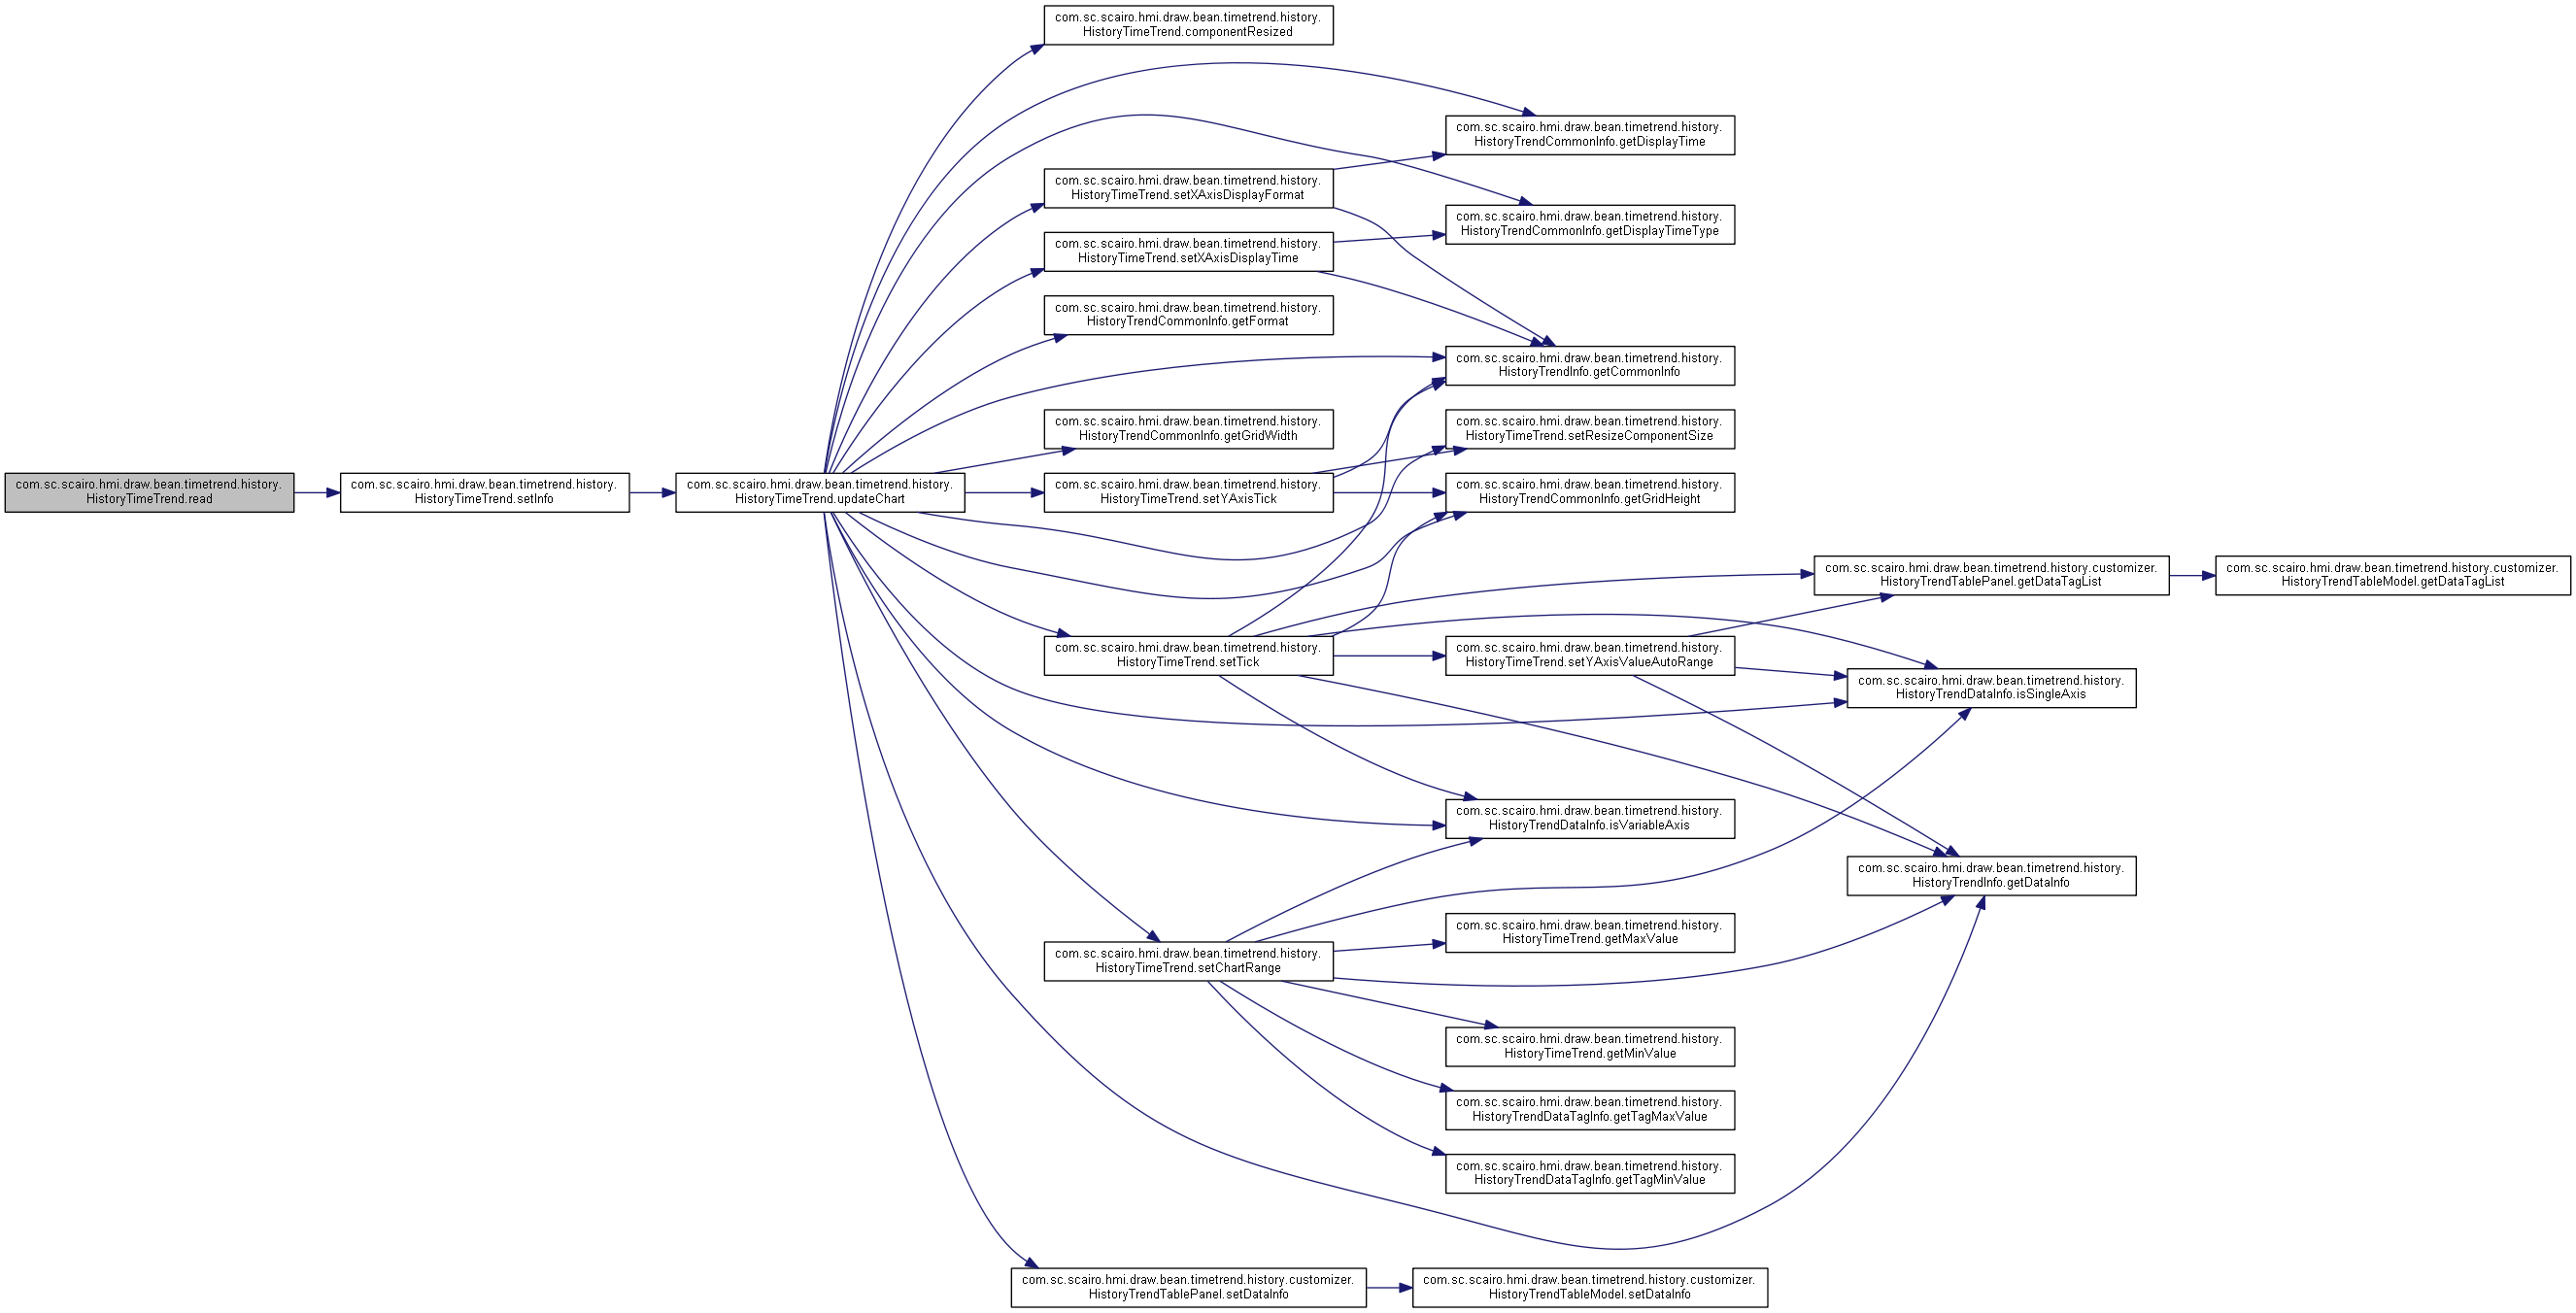 com.sc.scairo.hmi.draw.bean.timetrend.history.
HistoryTimeTrend.read
com.sc.scairo.hmi.draw.bean.timetrend.history.
HistoryTimeTrend.setInfo
com.sc.scairo.hmi.draw.bean.timetrend.history.
HistoryTimeTrend.updateChart
com.sc.scairo.hmi.draw.bean.timetrend.history.
HistoryTimeTrend.componentResized
com.sc.scairo.hmi.draw.bean.timetrend.history.
HistoryTimeTrend.setXAxisDisplayFormat
com.sc.scairo.hmi.draw.bean.timetrend.history.
HistoryTimeTrend.setXAxisDisplayTime
com.sc.scairo.hmi.draw.bean.timetrend.history.
HistoryTrendCommonInfo.getFormat
com.sc.scairo.hmi.draw.bean.timetrend.history.
HistoryTrendCommonInfo.getGridWidth
com.sc.scairo.hmi.draw.bean.timetrend.history.
HistoryTimeTrend.setYAxisTick
com.sc.scairo.hmi.draw.bean.timetrend.history.
HistoryTimeTrend.setTick
com.sc.scairo.hmi.draw.bean.timetrend.history.
HistoryTimeTrend.setChartRange
com.sc.scairo.hmi.draw.bean.timetrend.history.customizer.
HistoryTrendTablePanel.setDataInfo
com.sc.scairo.hmi.draw.bean.timetrend.history.
HistoryTrendCommonInfo.getDisplayTime
com.sc.scairo.hmi.draw.bean.timetrend.history.
HistoryTrendCommonInfo.getDisplayTimeType
com.sc.scairo.hmi.draw.bean.timetrend.history.
HistoryTrendInfo.getCommonInfo
com.sc.scairo.hmi.draw.bean.timetrend.history.
HistoryTimeTrend.setResizeComponentSize
com.sc.scairo.hmi.draw.bean.timetrend.history.
HistoryTrendCommonInfo.getGridHeight
com.sc.scairo.hmi.draw.bean.timetrend.history.
HistoryTimeTrend.setYAxisValueAutoRange
com.sc.scairo.hmi.draw.bean.timetrend.history.
HistoryTrendDataInfo.isVariableAxis
com.sc.scairo.hmi.draw.bean.timetrend.history.
HistoryTimeTrend.getMaxValue
com.sc.scairo.hmi.draw.bean.timetrend.history.
HistoryTimeTrend.getMinValue
com.sc.scairo.hmi.draw.bean.timetrend.history.
HistoryTrendDataTagInfo.getTagMaxValue
com.sc.scairo.hmi.draw.bean.timetrend.history.
HistoryTrendDataTagInfo.getTagMinValue
com.sc.scairo.hmi.draw.bean.timetrend.history.customizer.
HistoryTrendTableModel.setDataInfo
com.sc.scairo.hmi.draw.bean.timetrend.history.customizer.
HistoryTrendTablePanel.getDataTagList
com.sc.scairo.hmi.draw.bean.timetrend.history.
HistoryTrendDataInfo.isSingleAxis
com.sc.scairo.hmi.draw.bean.timetrend.history.
HistoryTrendInfo.getDataInfo
com.sc.scairo.hmi.draw.bean.timetrend.history.customizer.
HistoryTrendTableModel.getDataTagList